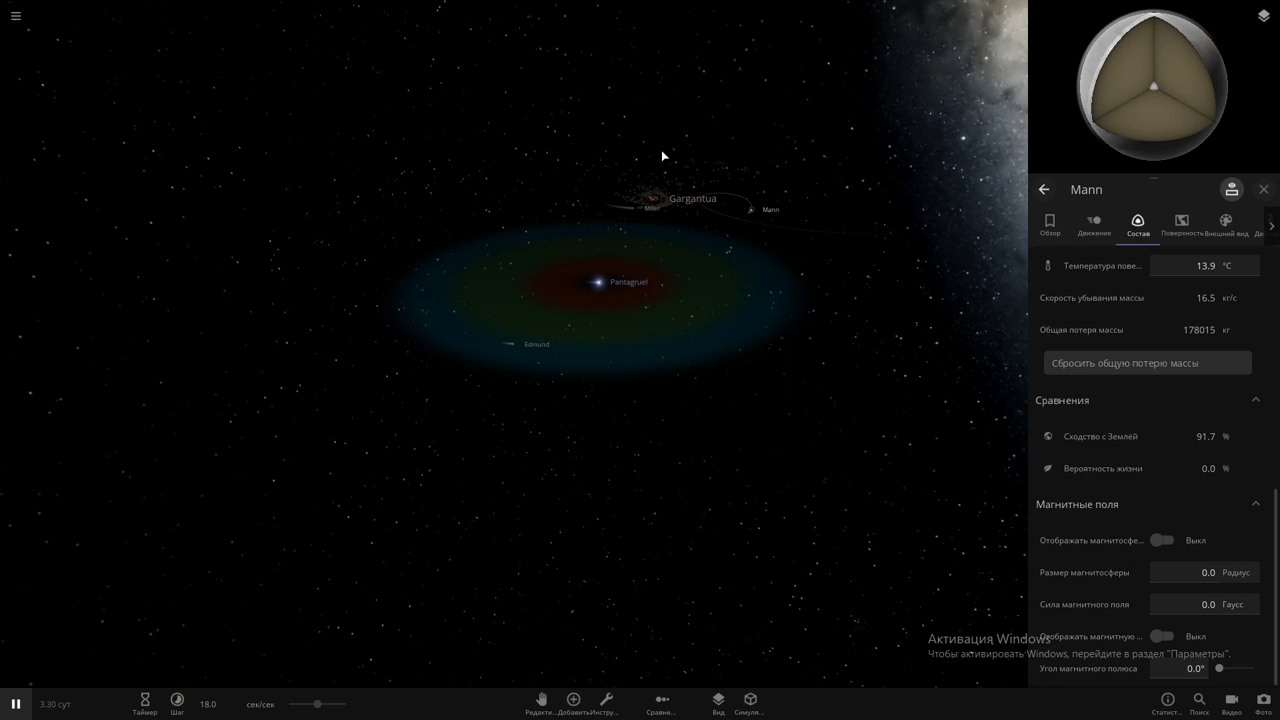 Mann
Обзор
Движение
Состав
Поверхность
Внешний вид
Де
Gargantua
Miller
Mann
Pantagruel
Edmund
Температура пове... 13.9 °C
Скорость убывания массы 16.5 кг/с
Общая потеря массы 178015 кг
Сбросить общую потерю массы
Сравнения
Сходство с Землёй 91.7 %
Вероятность жизни 0.0 %
Магнитные поля
Отображать магнитосфе... Выкл
Размер магнитосферы 0.0 Радиус
Сила магнитного поля 0.0 Гаусс
Отображать магнитную ... Выкл
Угол магнитного полюса 0.0°
Активация Windows
Чтобы активировать Windows, перейдите в раздел "Параметры".
3.30 сут
Таймер
Шаг
18.0 сек/сек
Редакти...
Добавить
Инстру...
Сравне...
Вид
Симуля...
Статист...
Поиск
Видео
Фото